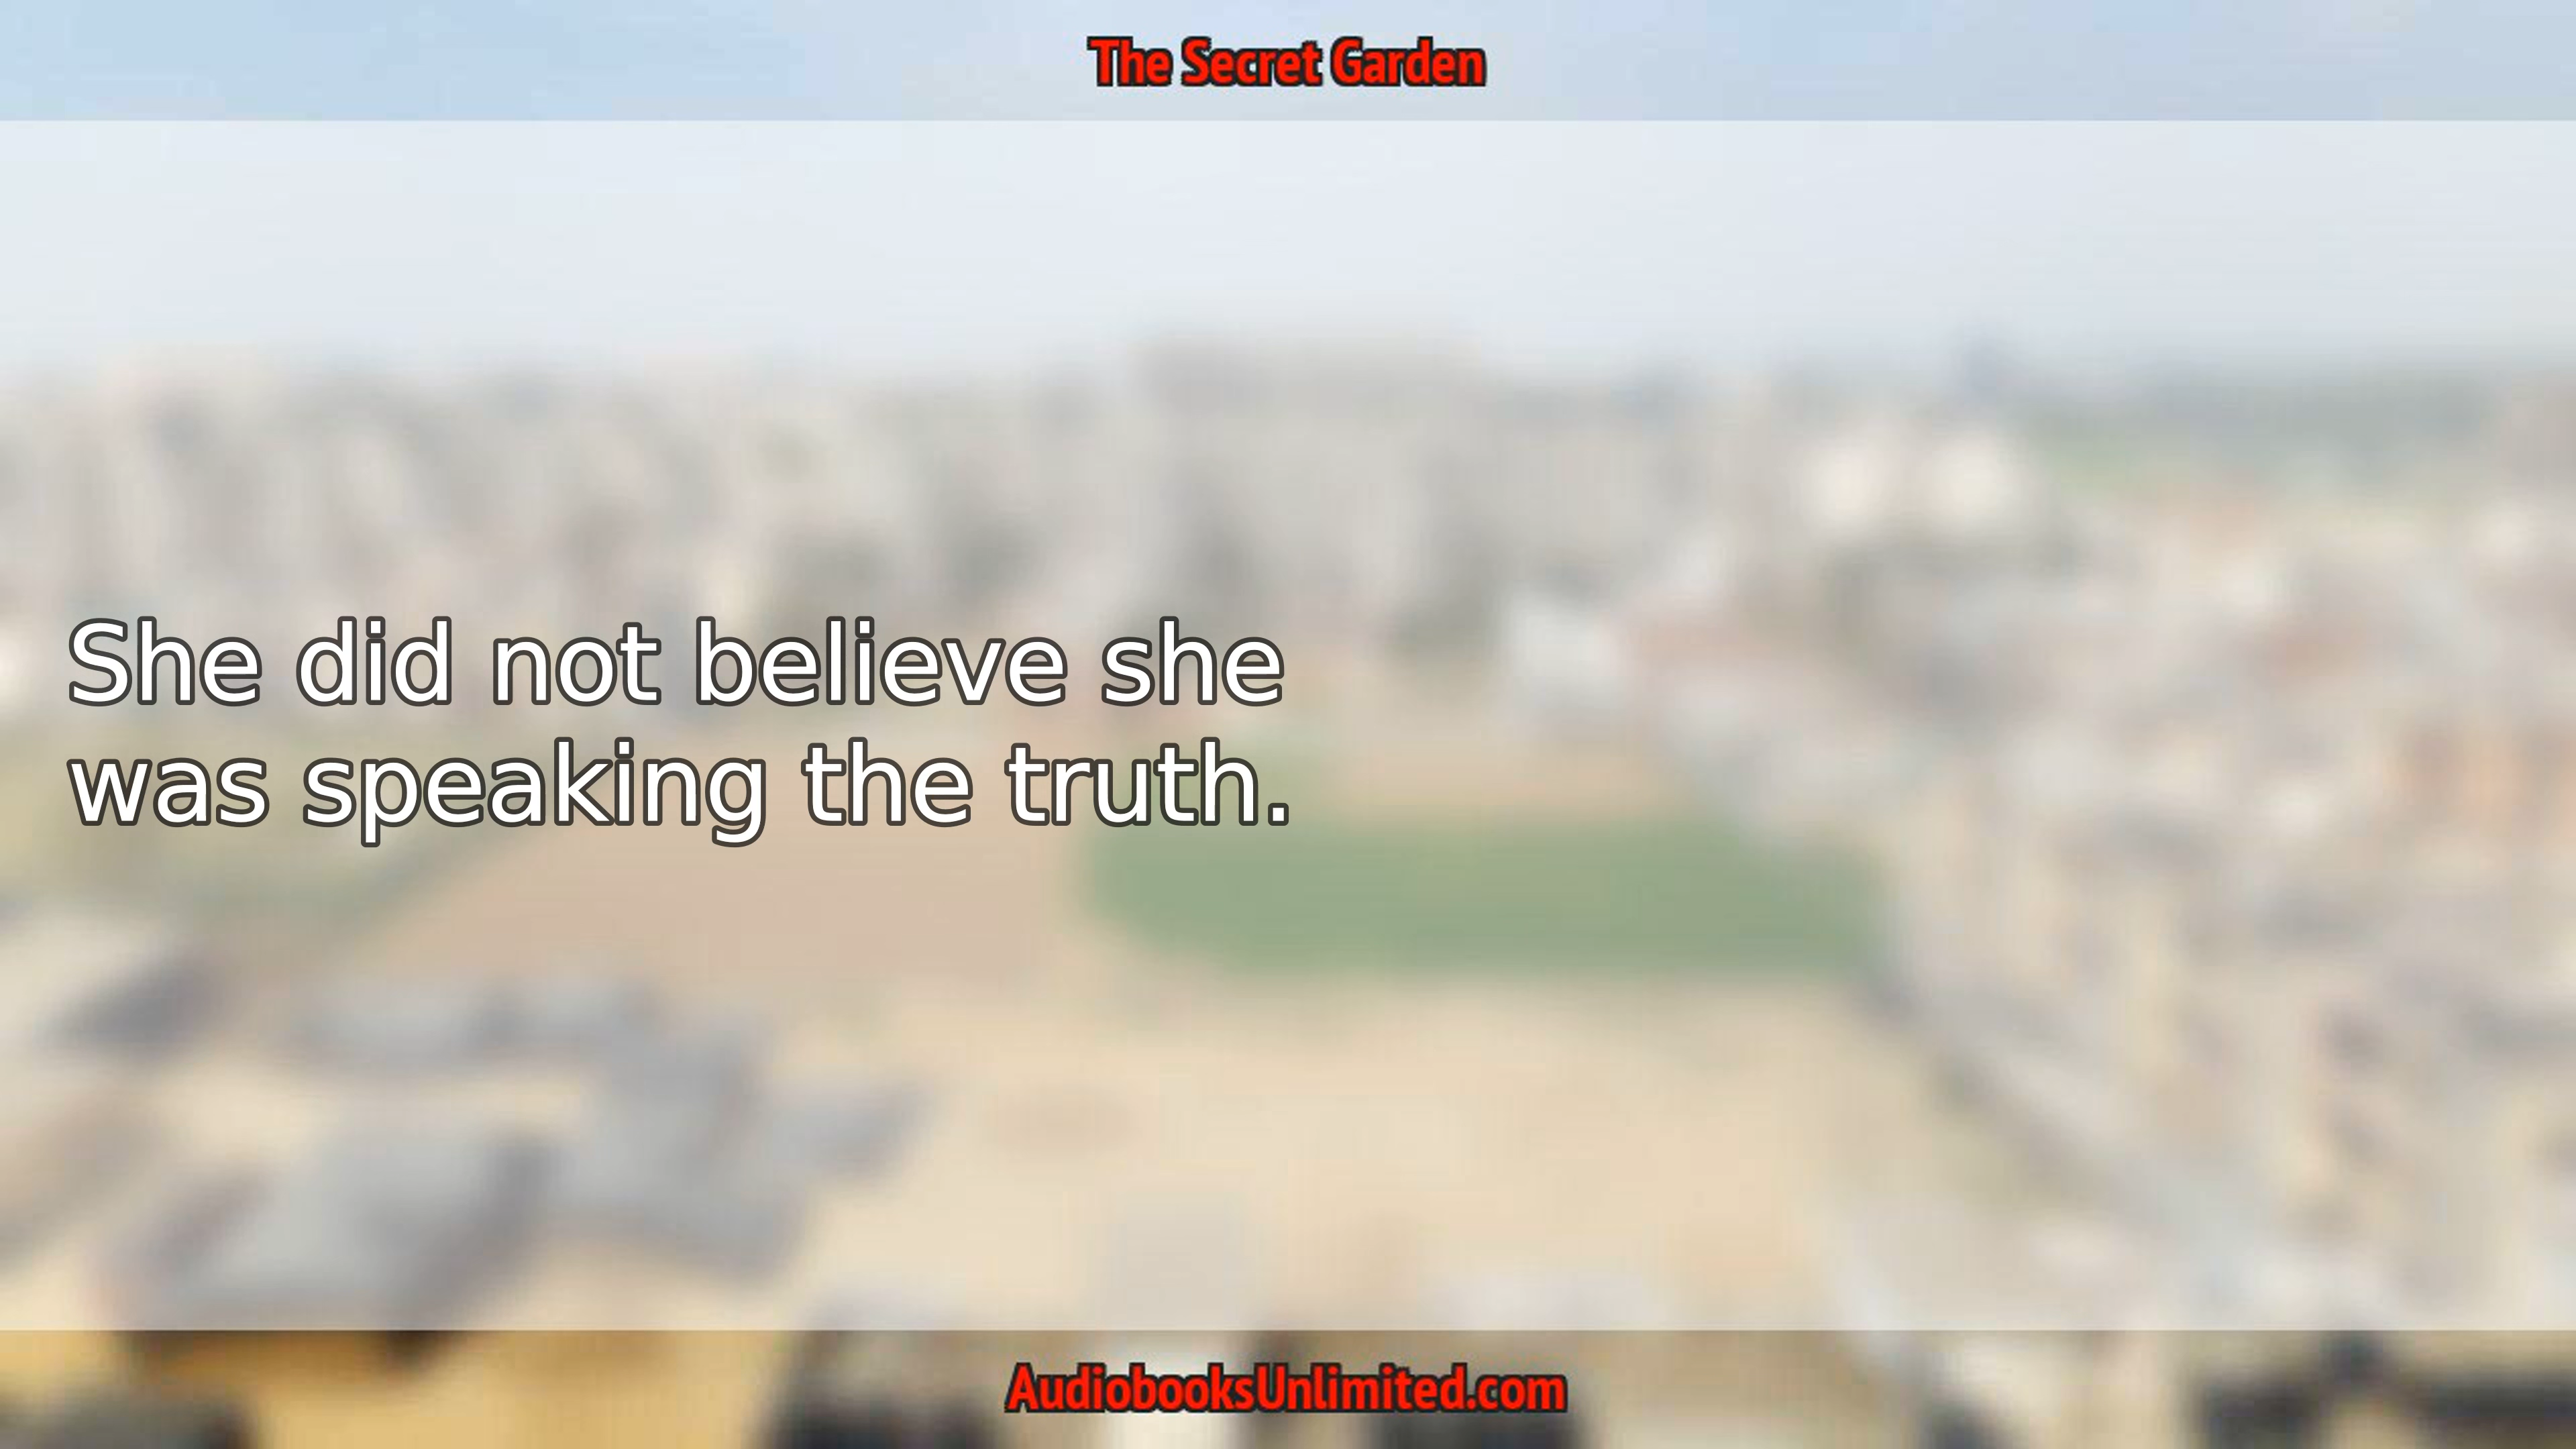 The Secret Garden
She did not believe she
was speaking the truth.
AudiobooksUnlimited.com